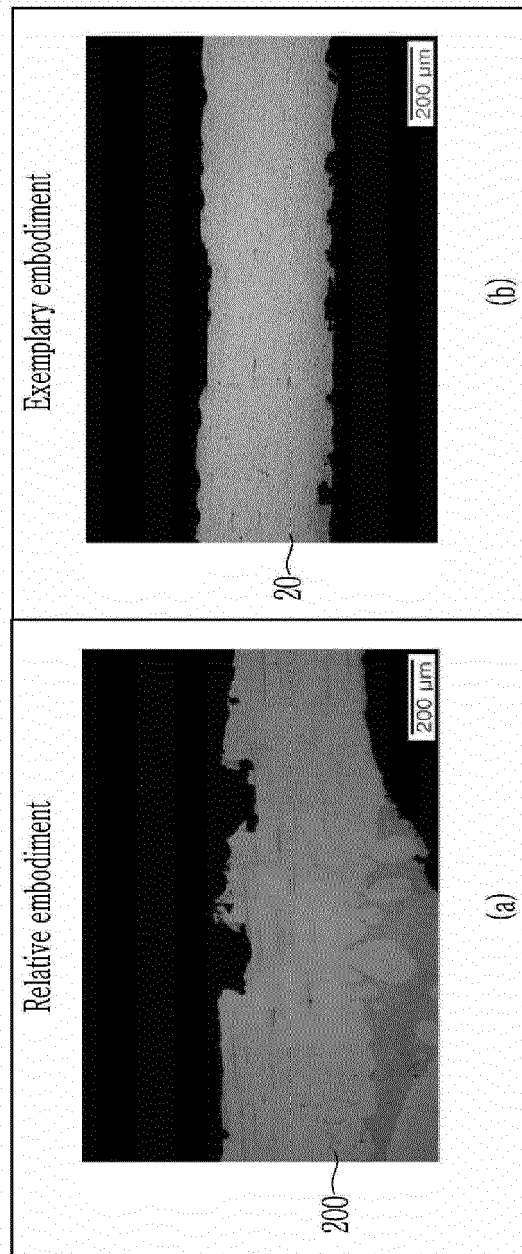 Relative embodiment
200
200 µm
(a)
Exemplary embodiment
20
200 µm
(b)